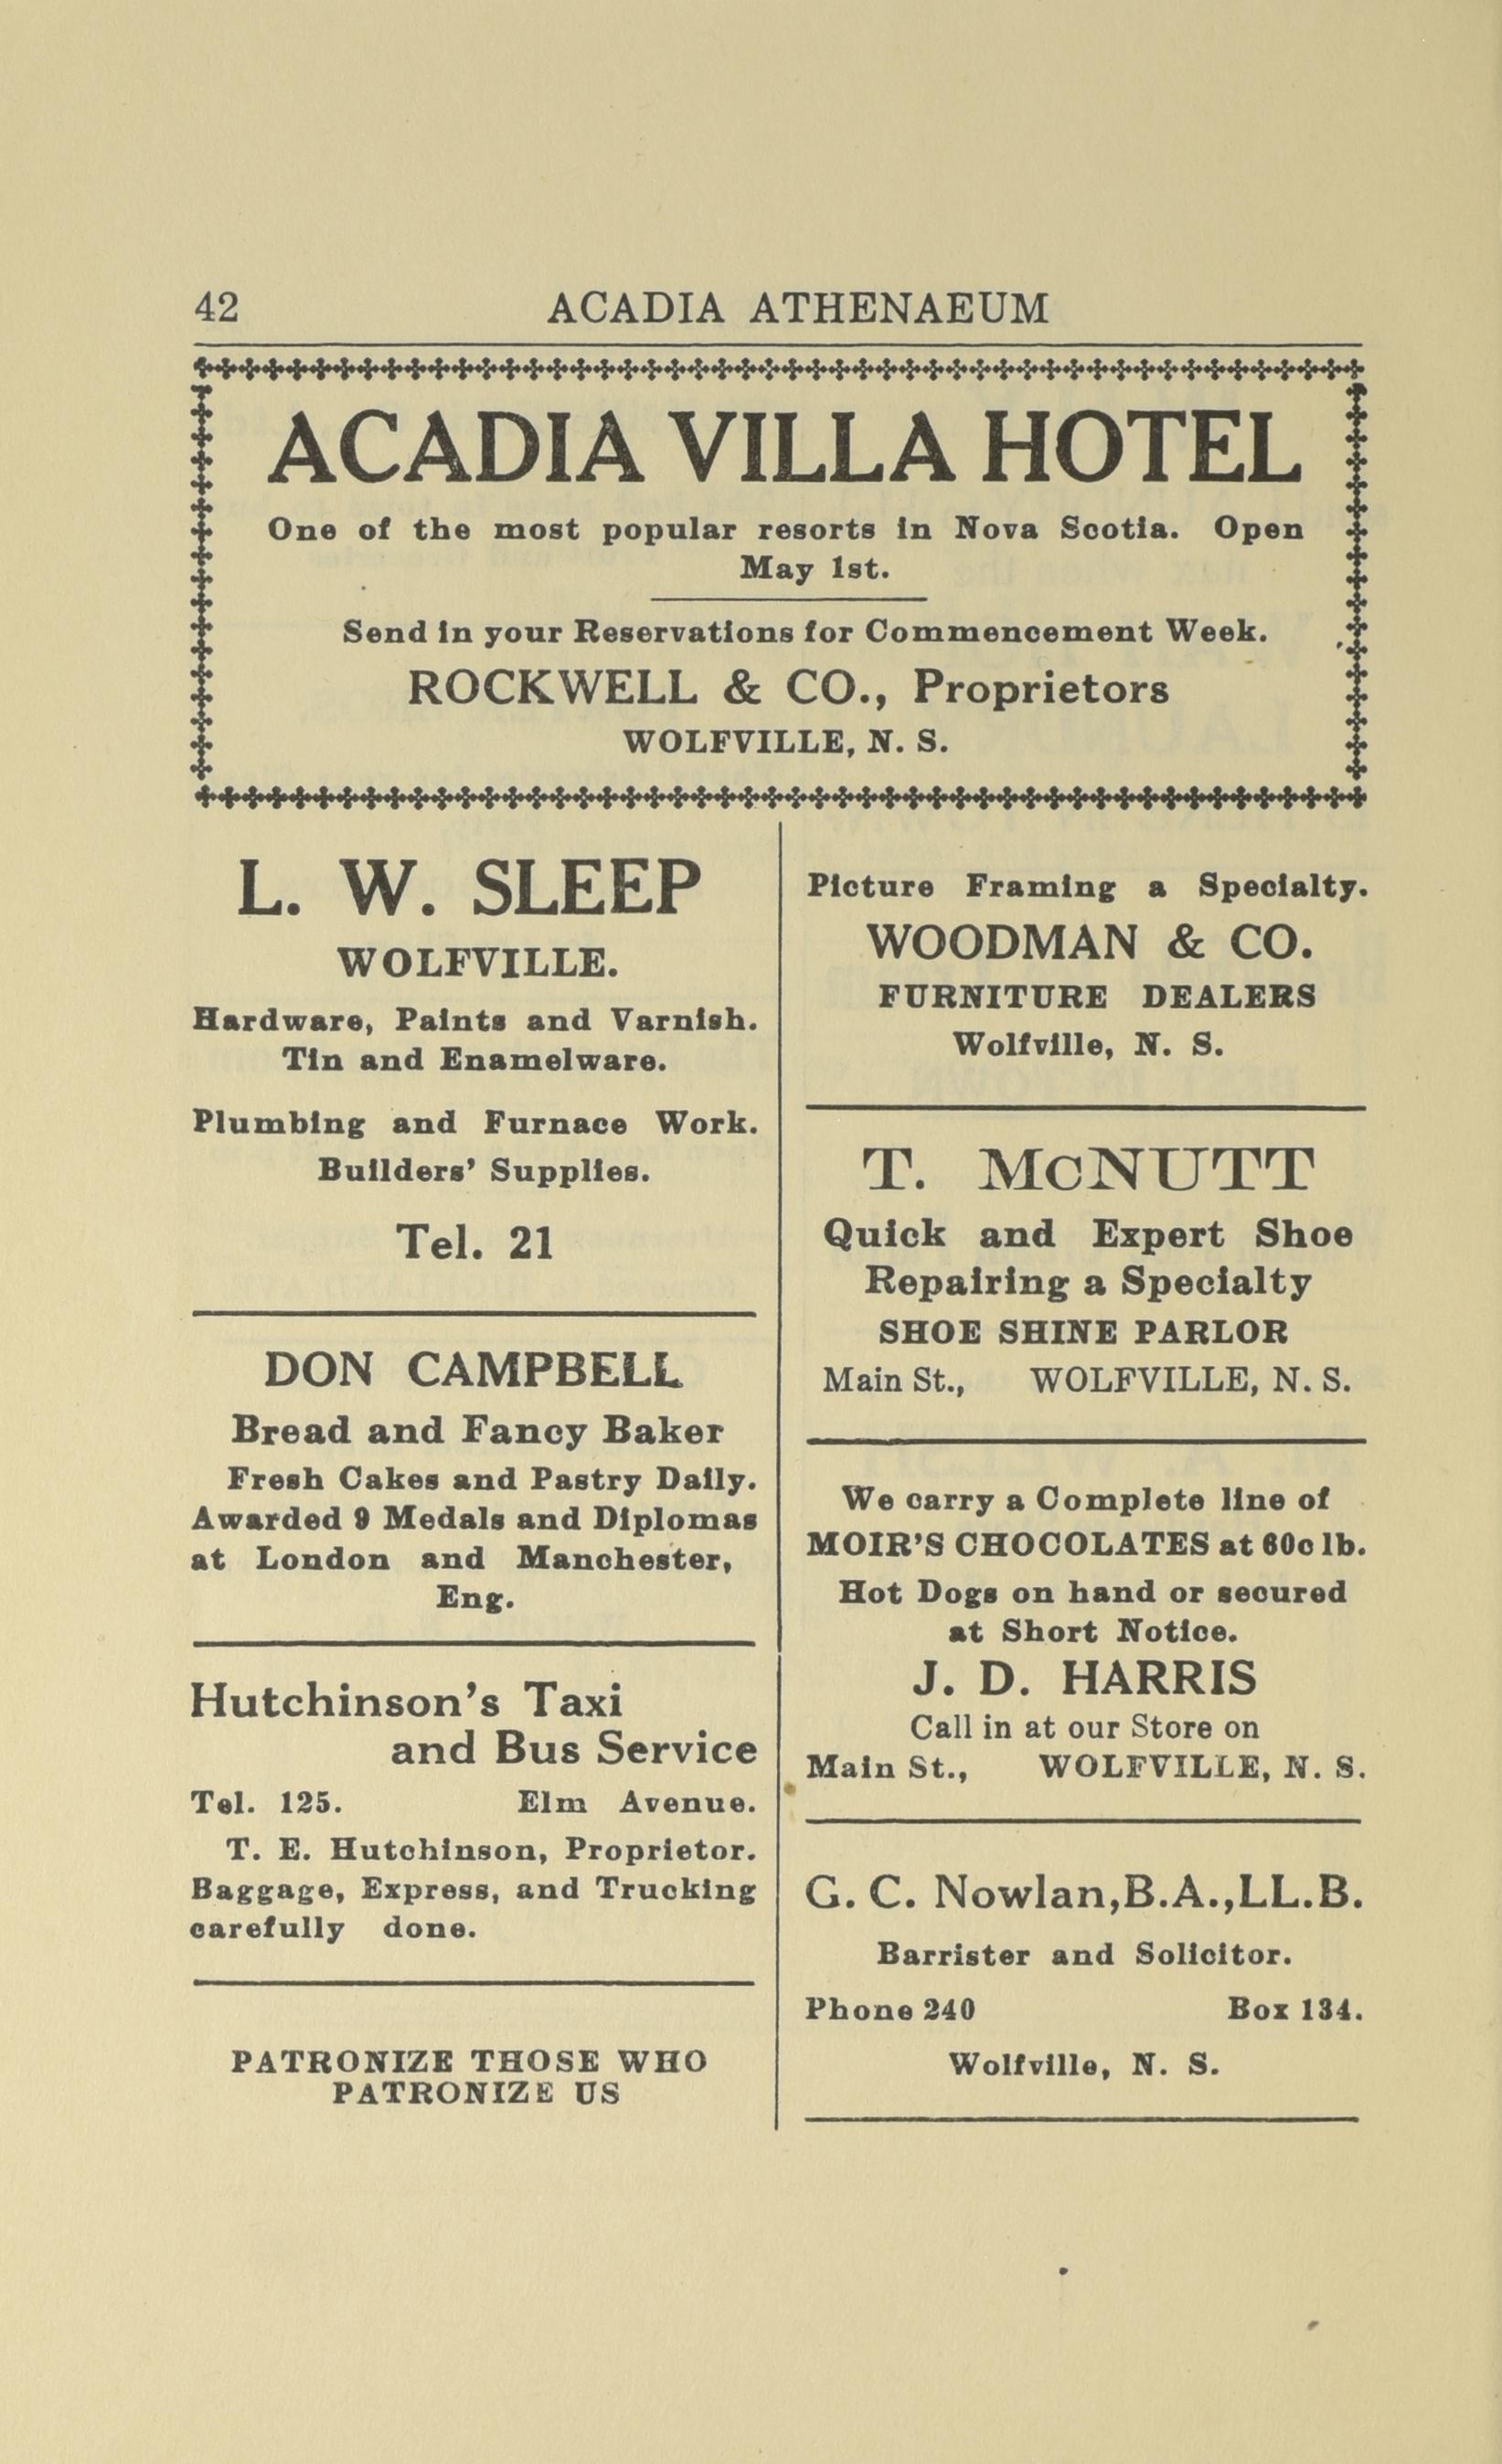 42 ACADIA ATHENAEUM
ACADIA VILLA HOTEL
One of the most popular resorts in Nova Scotia. Open
May 1st.
Send in your Reservations for Commencement Week.
ROCKWELL & CO., Proprietors
WOLFVILLE, N. S.
L. W. SLEEP
WOLFVILLE.
Hardware, Paints and Varnish.
Tin and Enamelware.
Plumbing and Furnace Work.
Builders' Supplies.
Tel. 21
DON CAMPBELL
Bread and Fancy Baker
Fresh Cakes and Pastry Daily.
Awarded 9 Medals and Diplomas
at London and Manchester,
Eng.
Hutchinson's Taxi
and Bus Service
Tel. 125. Elm Avenue.
T. E. Hutchinson, Proprietor.
Baggage, Express, and Trucking
carefully done.
PATRONIZE THOSE WHO
PATRONIZE US
Picture Framing a Specialty.
WOODMAN & CO.
FURNITURE DEALERS
Wolfville, N. S.
T. McNUTT
Quick and Expert Shoe
Repairing a Specialty
SHOE SHINE PARLOR
Main St., WOLFVILLE, N. S.
We carry a Complete line of
MOIR'S CHOCOLATES at 60c lb.
Hot Dogs on hand or secured
at Short Notice.
J. D. HARRIS
Call in at our Store on
Main St., WOLFVILLE, N. S.
G. C. Nowlan,B.A.,LL.B.
Barrister and Solicitor.
Phone 240 Box 134.
Wolfville, N. S.